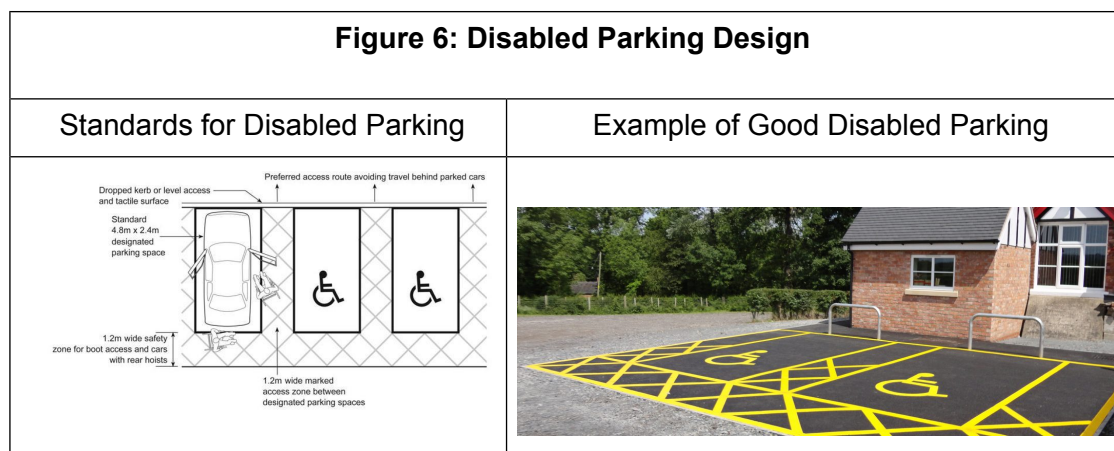 Figure 6: Disabled Parking Design
Standards for Disabled Parking
Example of Good Disabled Parking
Preferred access route avoiding travel behind parked cars
Dropped kerb or level access
and tactile surface
Standard
4.8m x 2.4m
designated
parking space
1.2m wide safety
zone for boot access and cars
with rear hoists
1.2m wide marked
access zone between
designated parking spaces